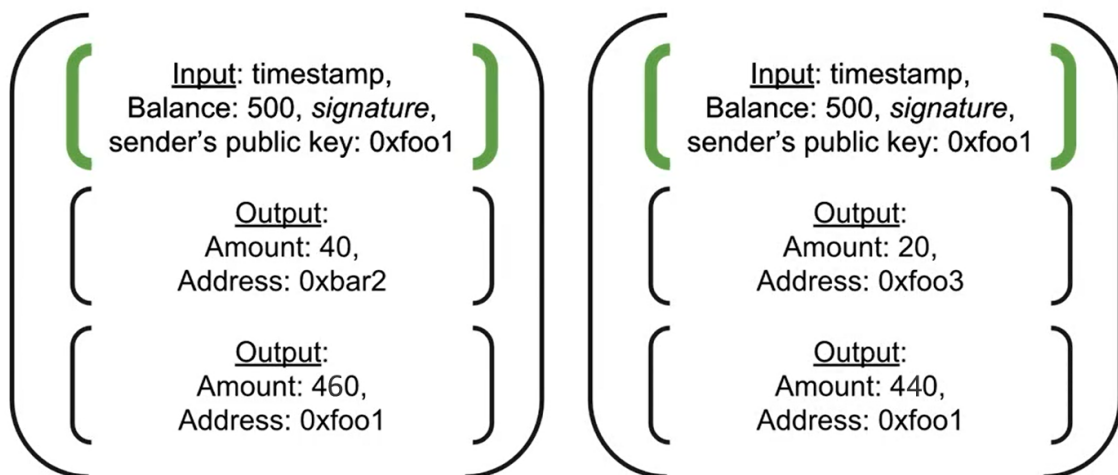 Input: timestamp,
Balance: 500, signature,
sender's public key: 0xfoo1
Output:
Amount: 40,
Address: 0xbar2
Output:
Amount: 460,
Address: 0xfoo1
Input: timestamp,
Balance: 500, signature,
sender's public key: 0xfoo1
Output:
Amount: 20,
Address: 0xfoo3
Output:
Amount: 440,
Address: 0xfoo1